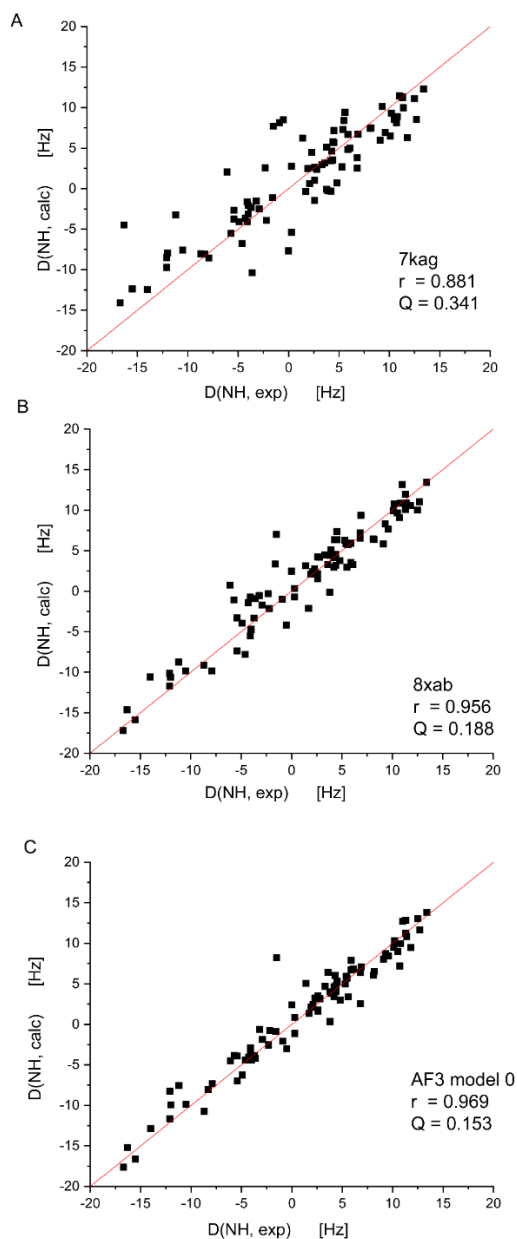 A
20
15
10
5
0
-5
-10
-15
-20
D(NH, calc) [Hz]
7kag
r = 0.881
Q = 0.341
-20 -15 -10 -5 0 5 10 15 20
D(NH, exp) [Hz]
B
20
15
10
5
0
-5
-10
-15
-20
D(NH, calc) [Hz]
8xab
r = 0.956
Q = 0.188
-20 -15 -10 -5 0 5 10 15 20
D(NH, exp) [Hz]
C
20
15
10
5
0
-5
-10
-15
-20
D(NH, calc) [Hz]
AF3 model 0
r = 0.969
Q = 0.153
-20 -15 -10 -5 0 5 10 15 20
D(NH, exp) [Hz]